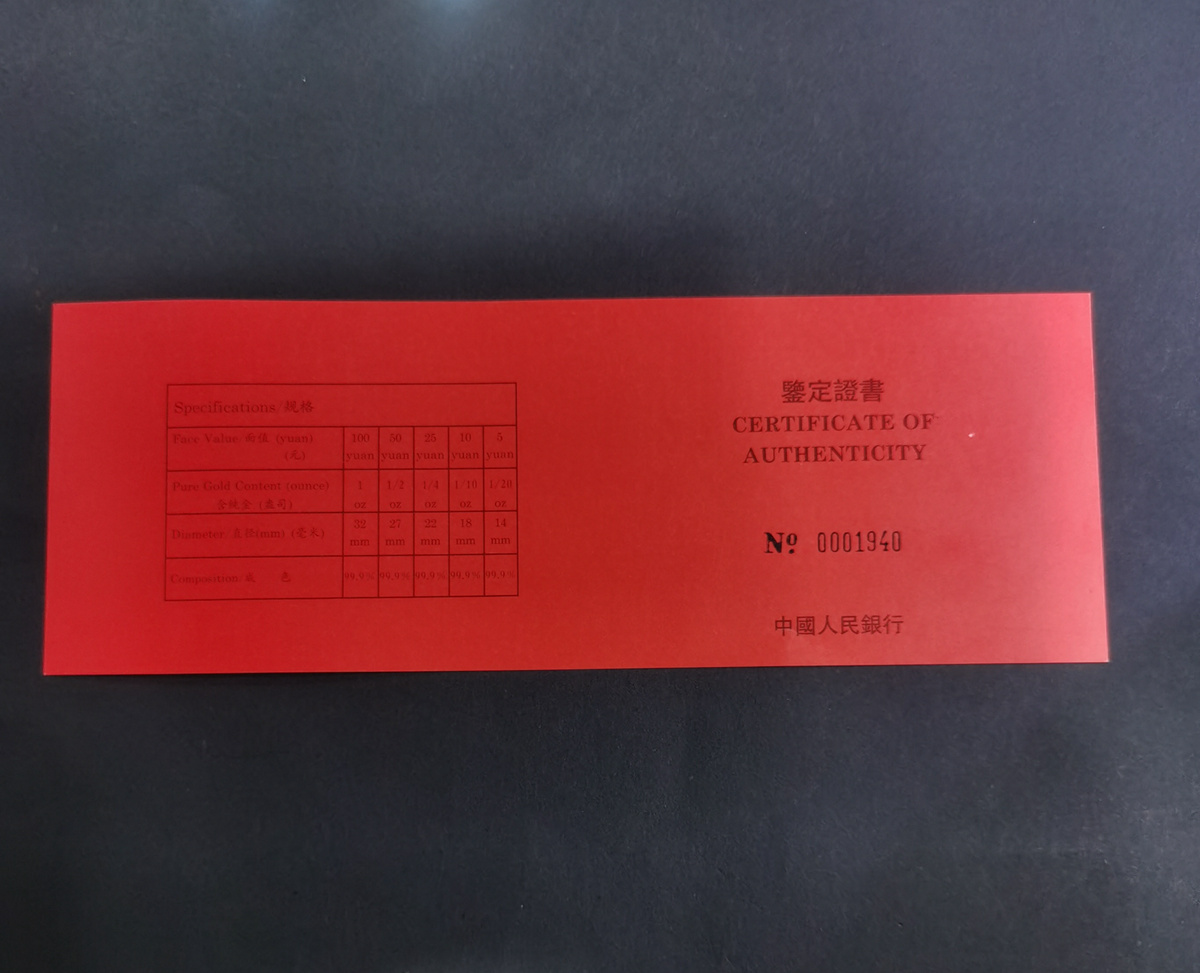 Specifications/規格
Face Value 面值 (yuan) 100 50 25 10 5
(元) yuan yuan yuan yuan yuan
Pure Gold Content (ounce) 1 1/2 1/4 1/10 1/20
含純金 (盎司) oz oz oz oz oz
32 27 22 18 14
Diameter 直徑(mm) (毫米) mm mm mm mm mm
Composition 成 色 99.9% 99.9% 99.9% 99.9% 99.9%
鑒定證書
CERTIFICATE OF
AUTHENTICITY
Nº 0001940
中國人民銀行